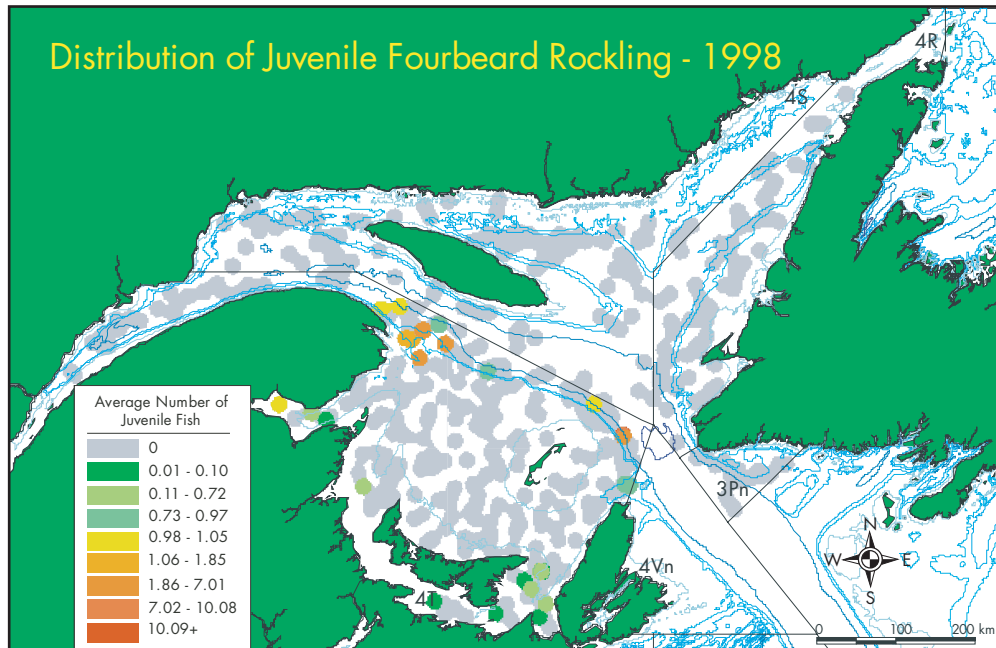 Distribution of Juvenile Fourbeard Rockling - 1998
4R
4S
Average Number of
Juvenile Fish
0
0.01 - 0.10
0.11 - 0.72
0.73 - 0.97
0.98 - 1.05
1.06 - 1.85
1.86 - 7.01
7.02 - 10.08
10.09+
3Pn
4Vn
4T
N
W E
S
0 100 200 km